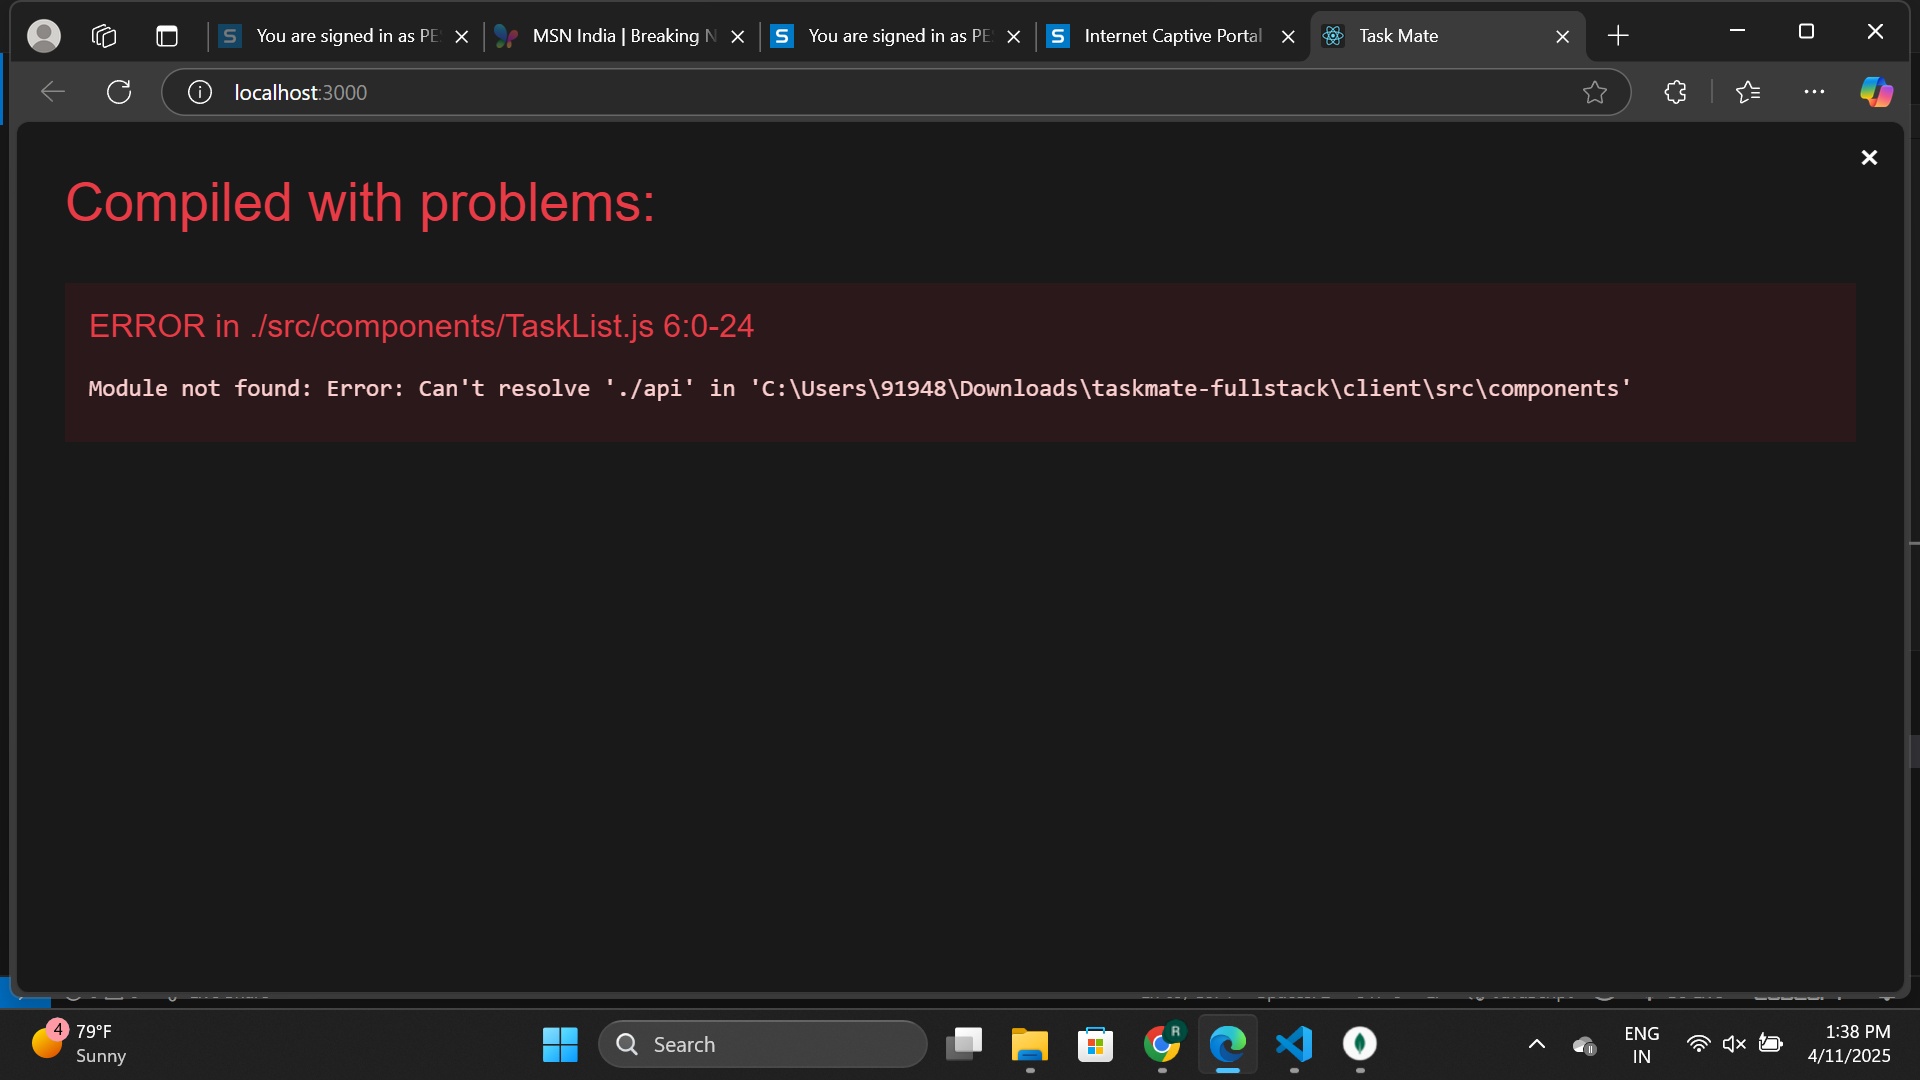 You are signed in as PE
MSN India | Breaking N
You are signed in as PE
Internet Captive Portal
Task Mate
localhost:3000
Compiled with problems:
ERROR in ./src/components/TaskList.js 6:0-24
Module not found: Error: Can't resolve './api' in 'C:\Users\91948\Downloads\taskmate-fullstack\client\src\components'
4
79°F
Sunny
Search
R
ENG
IN
1:38 PM
4/11/2025